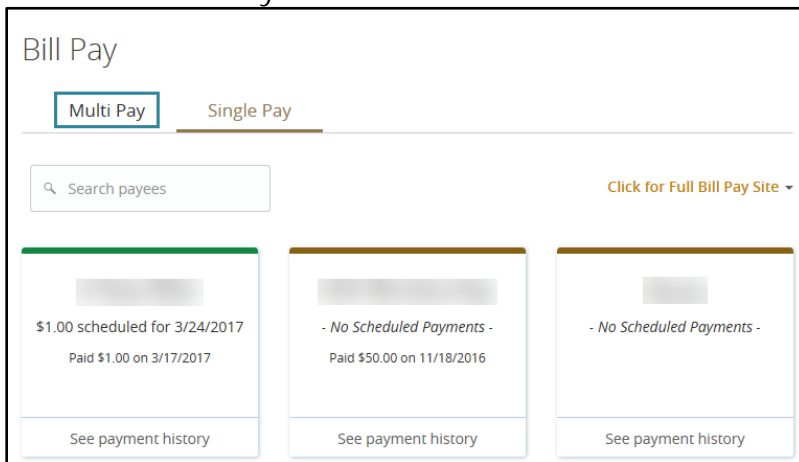 Bill Pay
Multi Pay
Single Pay
Search payees
Click for Full Bill Pay Site
$1.00 scheduled for 3/24/2017
Paid $1.00 on 3/17/2017
See payment history
- No Scheduled Payments -
Paid $50.00 on 11/18/2016
See payment history
- No Scheduled Payments -
See payment history